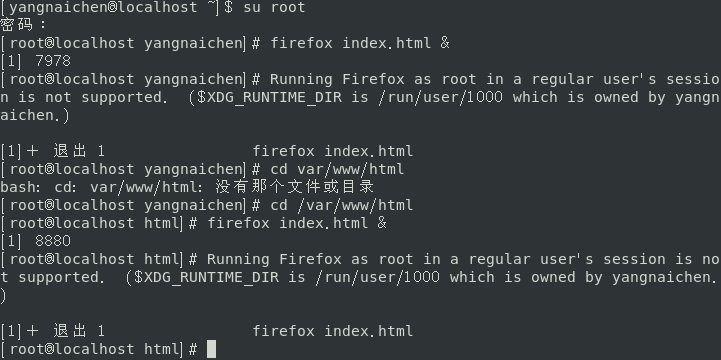 [yangnaichen@localhost ~]$ su root
密码：
[root@localhost yangnaichen]# firefox index.html &
[1] 7978
[root@localhost yangnaichen]# Running Firefox as root in a regular user's sessio
n is not supported.  ($XDG_RUNTIME_DIR is /run/user/1000 which is owned by yangn
aichen.)
[1]+ 退出 1                firefox index.html
[root@localhost yangnaichen]# cd var/www/html
bash: cd: var/www/html: 没有那个文件或目录
[root@localhost yangnaichen]# cd /var/www/html
[root@localhost html]# firefox index.html &
[1] 8880
[root@localhost html]# Running Firefox as root in a regular user's session is no
t supported.  ($XDG_RUNTIME_DIR is /run/user/1000 which is owned by yangnaichen.
)
[1]+ 退出 1                firefox index.html
[root@localhost html]#